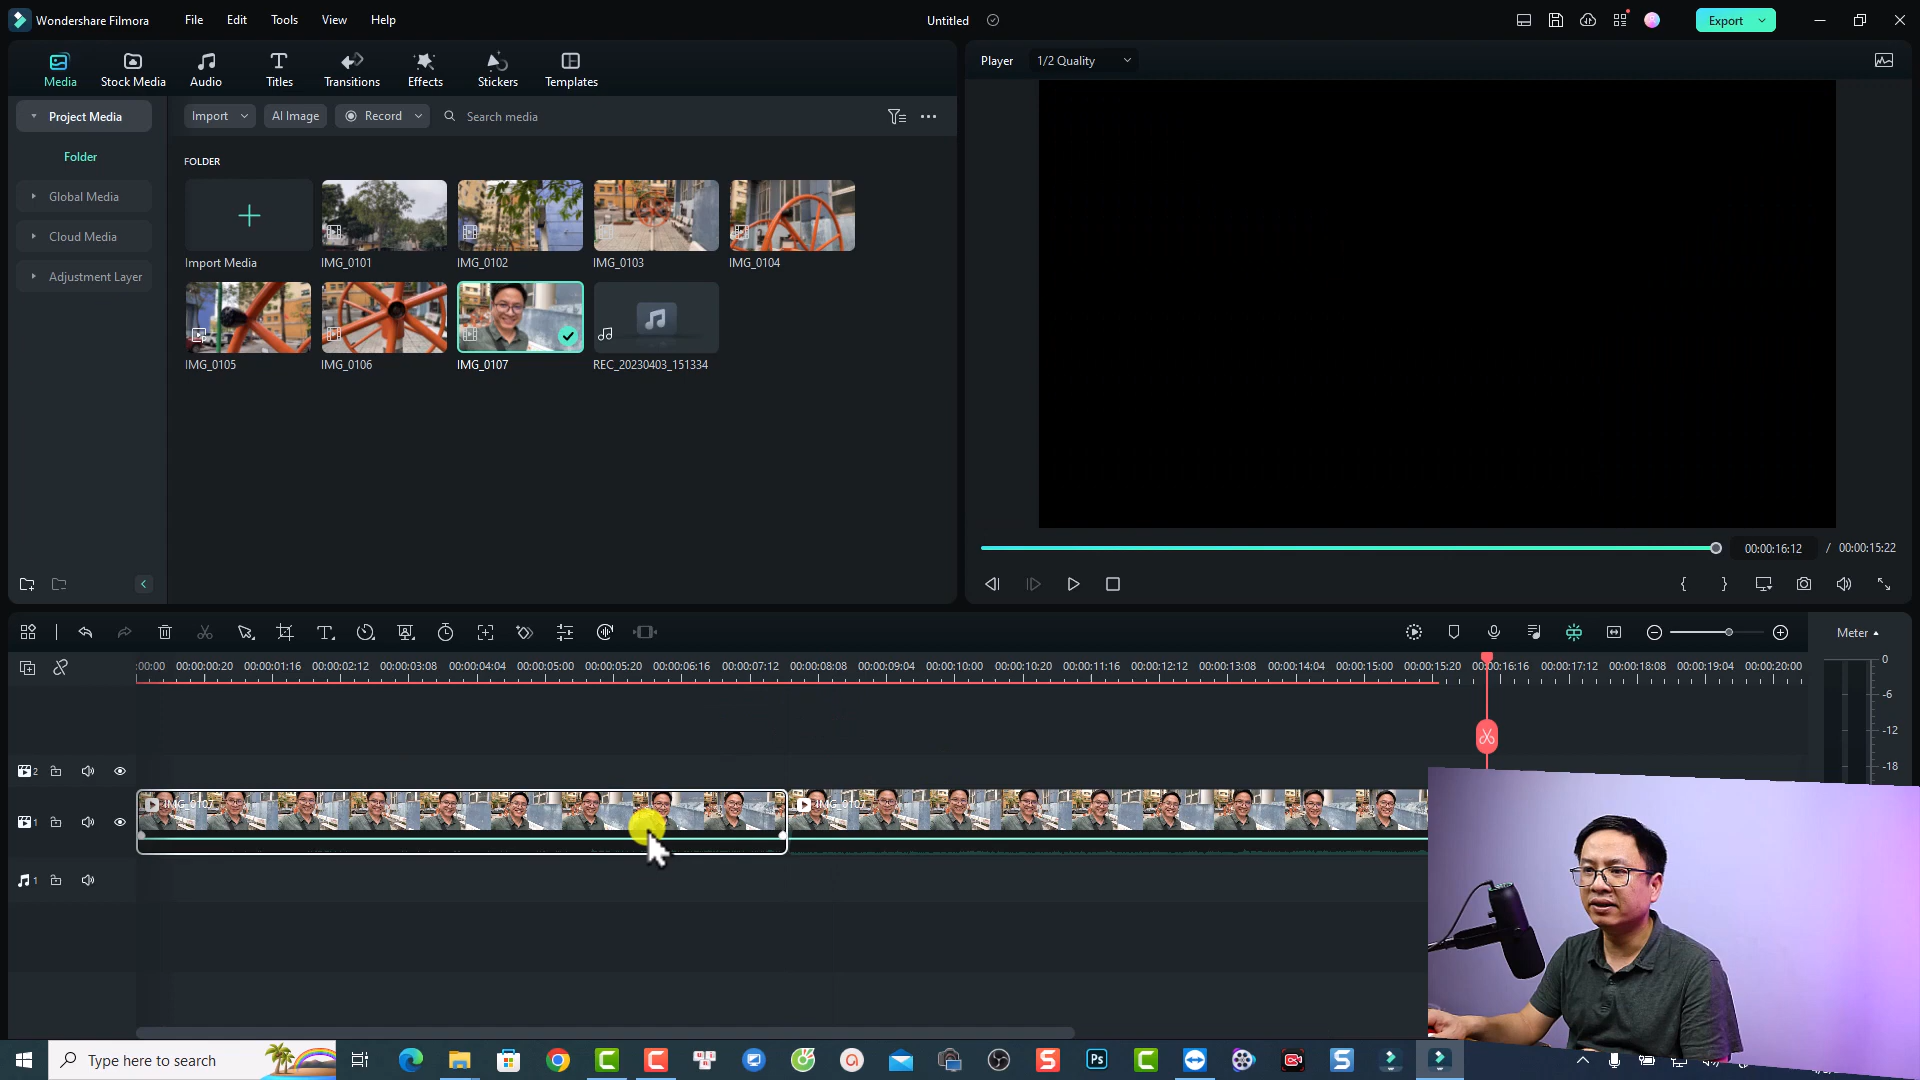 Wondershare Filmora
File
Edit
Tools
View
Help
Untitled
Export
Media
Stock Media
Audio
Titles
Transitions
Effects
Stickers
Templates
Player
1/2 Quality
Project Media
Folder
Global Media
Cloud Media
Adjustment Layer
Import
AI Image
Record
Search media
FOLDER
Import Media
IMG_0101
IMG_0102
IMG_0103
IMG_0104
IMG_0105
IMG_0106
IMG_0107
REC_20230403_151334
00:00:16:12
/
00:00:15:22
Meter
:00:00
00:00:00:20
00:00:01:16
00:00:02:12
00:00:03:08
00:00:04:04
00:00:05:00
00:00:05:20
00:00:06:16
00:00:07:12
00:00:08:08
00:00:09:04
00:00:10:00
00:00:10:20
00:00:11:16
00:00:12:12
00:00:13:08
00:00:14:04
00:00:15:00
00:00:15:20
00:00:16:16
00:00:17:12
00:00:18:08
00:00:19:04
00:00:20:00
0
-6
-12
-18
2
1
IMG_0107
IMG_0107
1
Type here to search
Ps